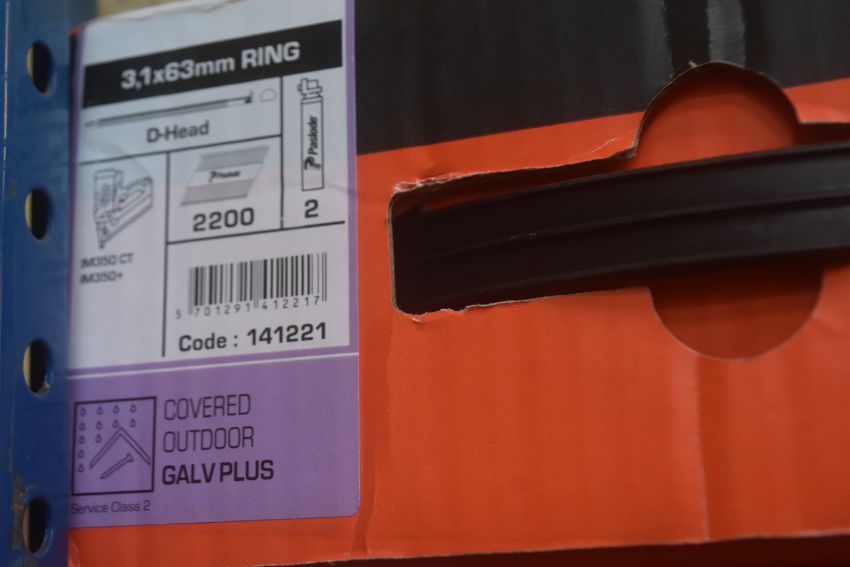 3,1x63mm RING
D-Head
Paslode
Paslode
2200
2
IM350 CT
IM350+
5 701291 412217
Code : 141221
COVERED
OUTDOOR
GALV PLUS
Service Class 2